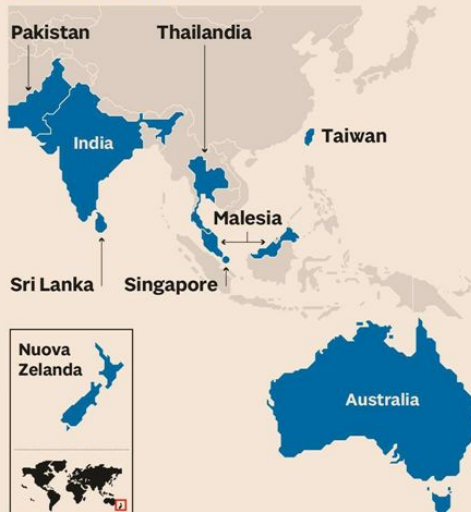 Pakistan
Thailandia
India
Taiwan
Malesia
Sri Lanka
Singapore
Nuova
Zelanda
Australia